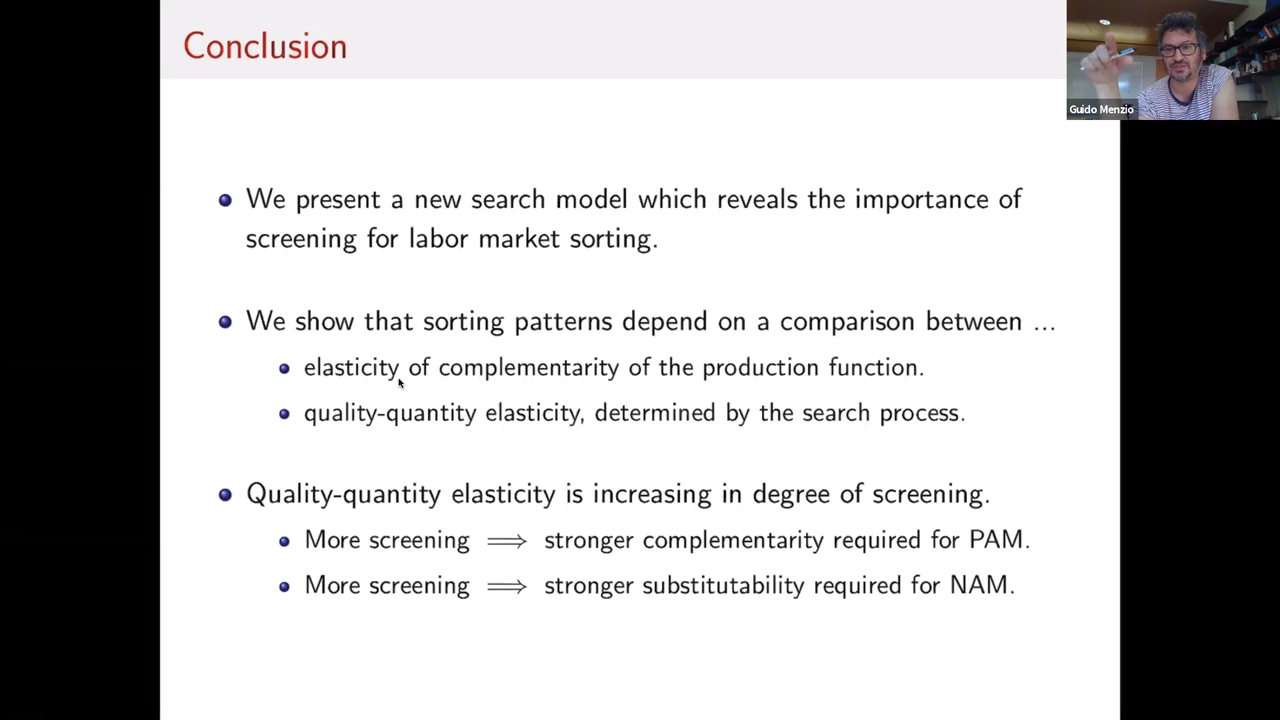 Conclusion
Guido Menzio
We present a new search model which reveals the importance of
screening for labor market sorting.
We show that sorting patterns depend on a comparison between ...
elasticity of complementarity of the production function.
quality-quantity elasticity, determined by the search process.
Quality-quantity elasticity is increasing in degree of screening.
More screening ⟹ stronger complementarity required for PAM.
More screening ⟹ stronger substitutability required for NAM.